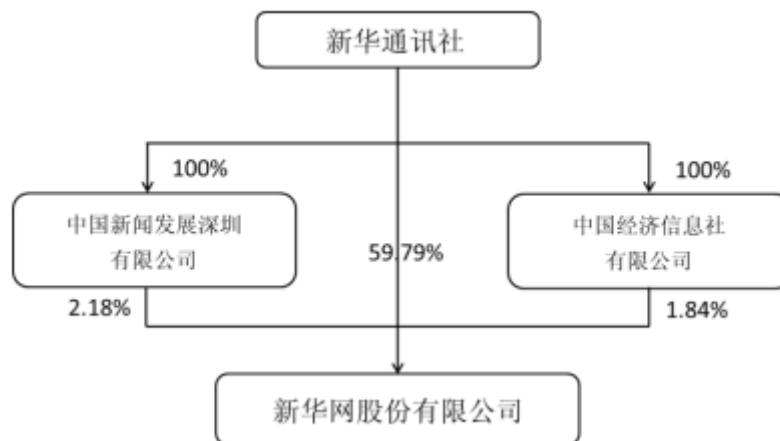 新华通讯社
100%
100%
中国新闻发展深圳
有限公司
59.79%
中国经济信息社
有限公司
2.18%
1.84%
新华网股份有限公司